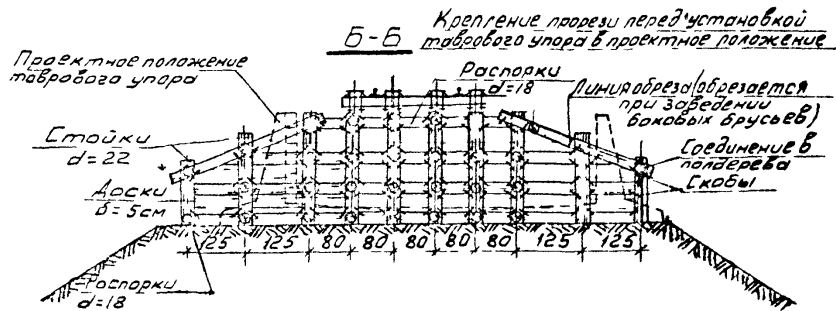 Б-Б
Крепление прорези перед установкой
таврового упора в проектное положение
Проектное положение
таврового упора
Распорки
d=18
Линия обреза (обрезается
при заведении
боковых брусьев)
Стойки
d=22
Соединение в
полдерева
Скобы
Доски
δ=5см
125 125 80 80 80 80 80 125 125
Распорки
d=18